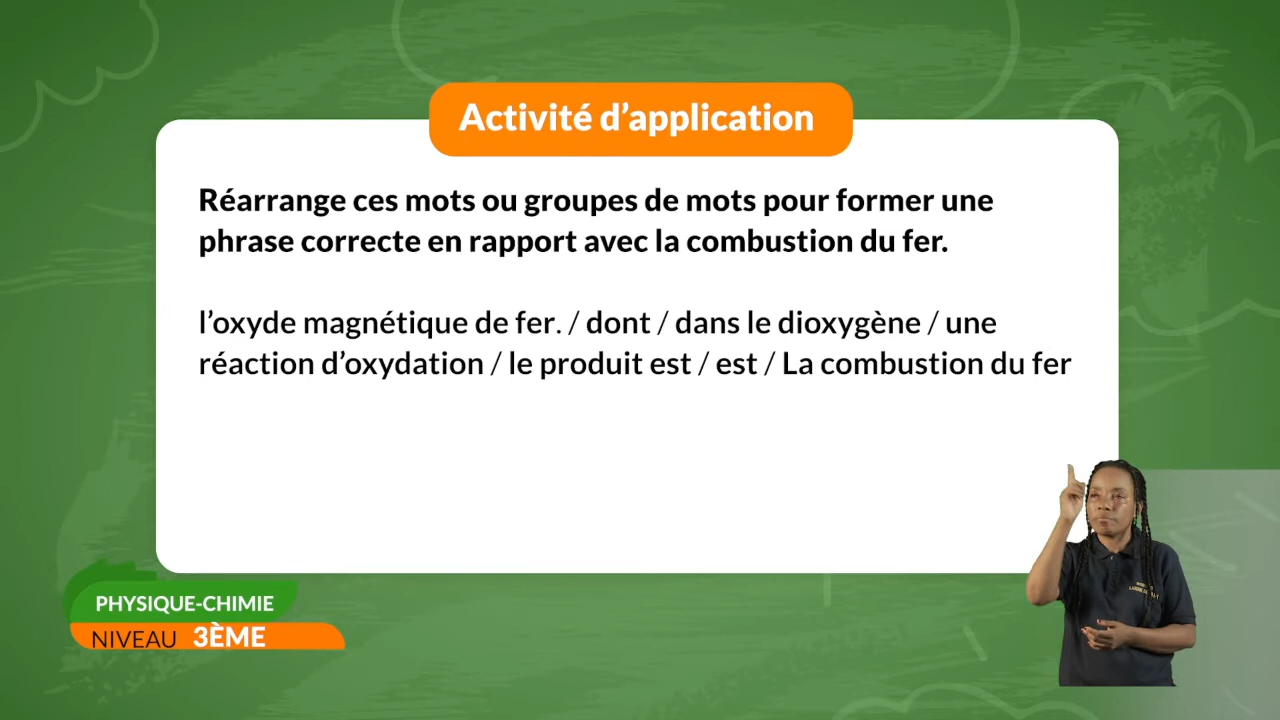 Activité d’application
Réarrange ces mots ou groupes de mots pour former une
phrase correcte en rapport avec la combustion du fer.
l’oxyde magnétique de fer. / dont / dans le dioxygène / une
réaction d’oxydation / le produit est / est / La combustion du fer
PHYSIQUE-CHIMIE
NIVEAU 3ÈME